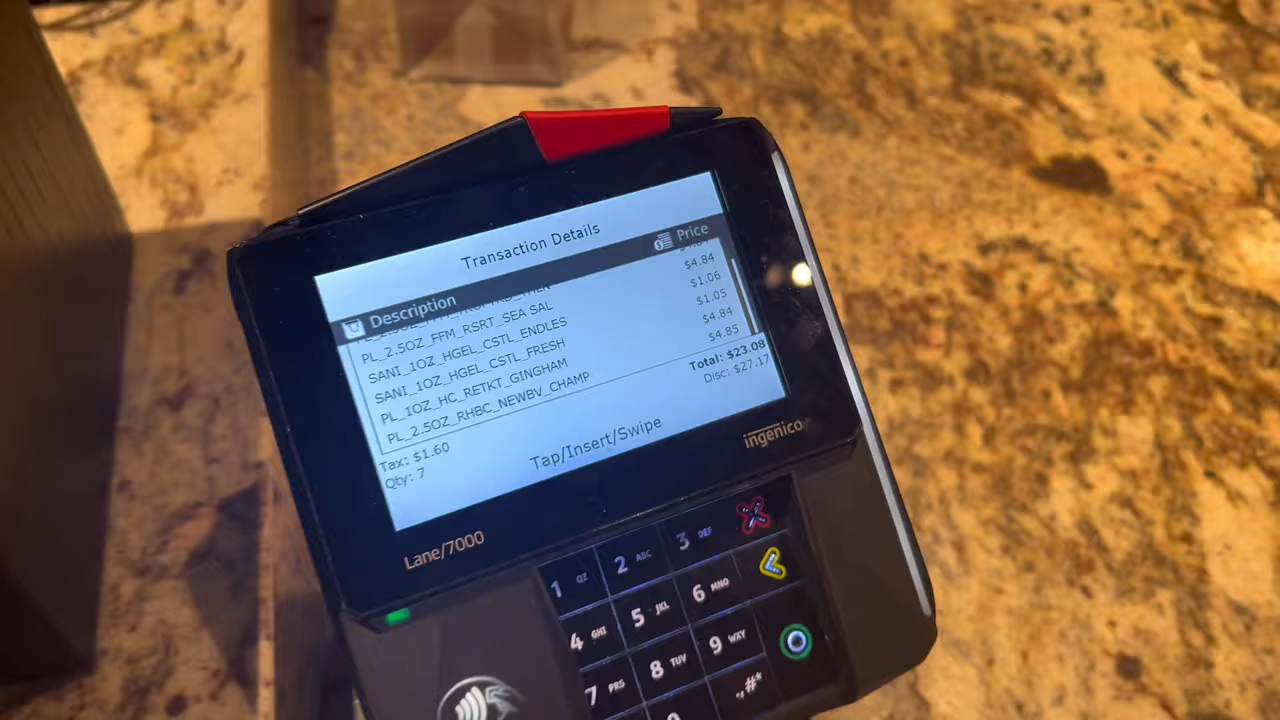 Transaction Details
Description Price
PL_2.5OZ_FFM_RSRT_SEA SAL $4.84
SANI_1OZ_HGEL_CSTL_ENDLES $1.06
SANI_1OZ_HGEL_CSTL_FRESH $1.05
PL_1OZ_HC_RETKT_GINGHAM $4.84
PL_2.5OZ_RHBC_NEWBV_CHAMP $4.85
Total: $23.08
Tax: $1.60 Disc: $27.17
Qty: 7
Tap/Insert/Swipe
ingenico
Lane/7000
1 QZ 2 ABC 3 DEF
4 GHI 5 JKL 6 MNO
7 PRS 8 TUV 9 WXY
.,#*